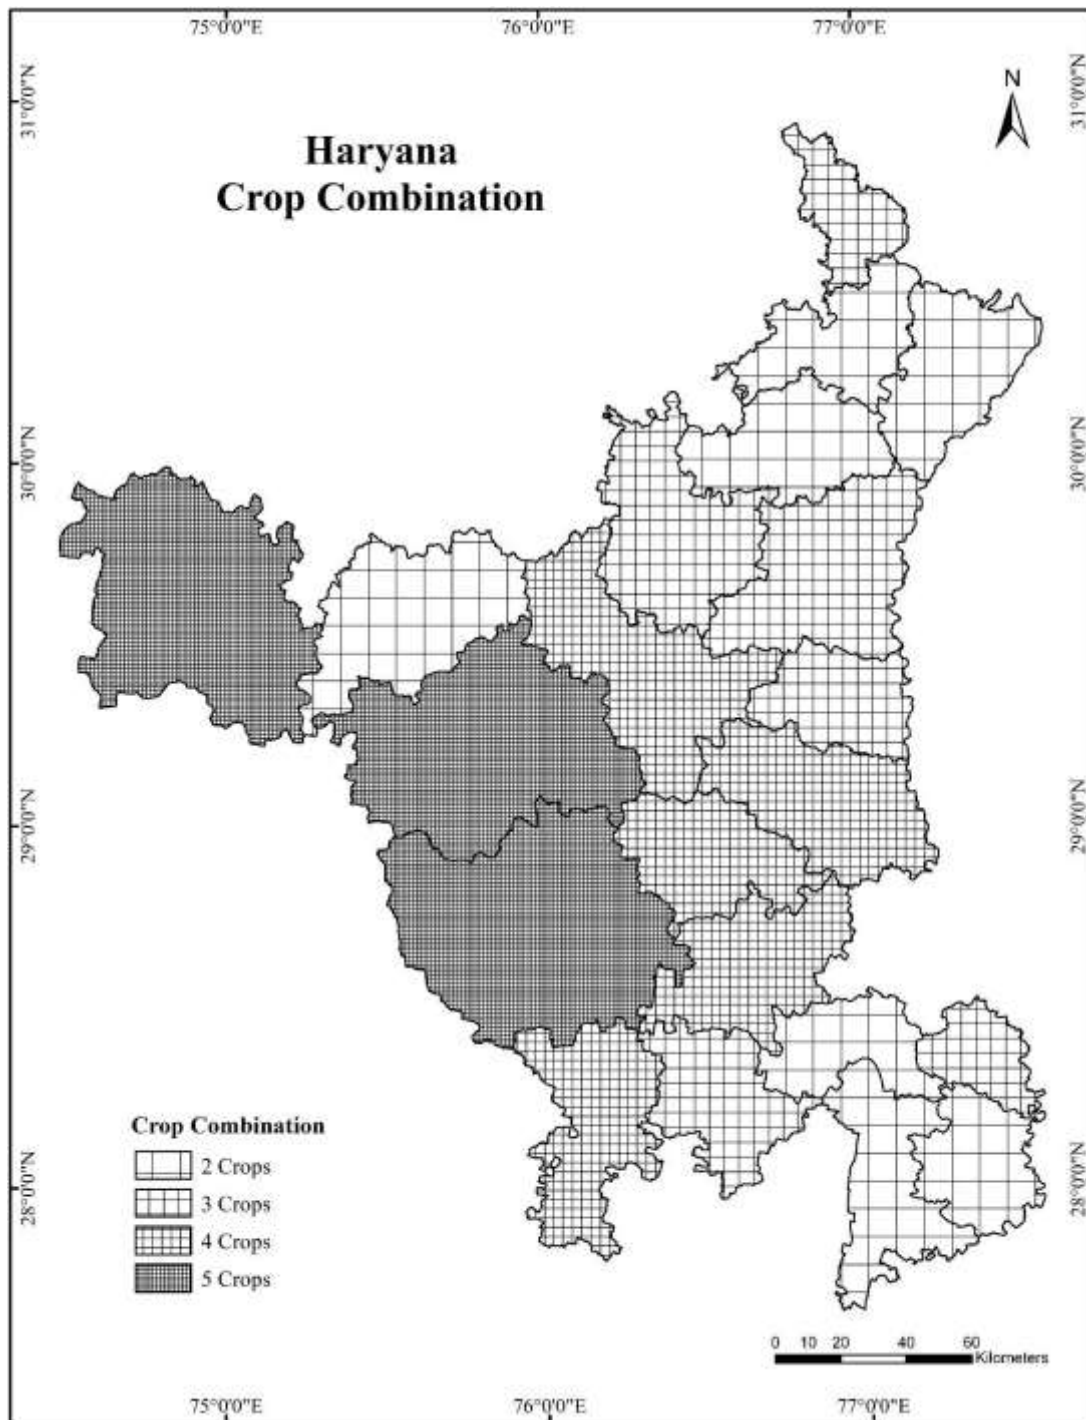 75°0'0"E 76°0'0"E 77°0'0"E
31°0'0"N 31°0'0"N
N
Haryana
Crop Combination
30°0'0"N 30°0'0"N
29°0'0"N 29°0'0"N
28°0'0"N 28°0'0"N
Crop Combination
2 Crops
3 Crops
4 Crops
5 Crops
0 10 20 40 60
Kilometers
75°0'0"E 76°0'0"E 77°0'0"E